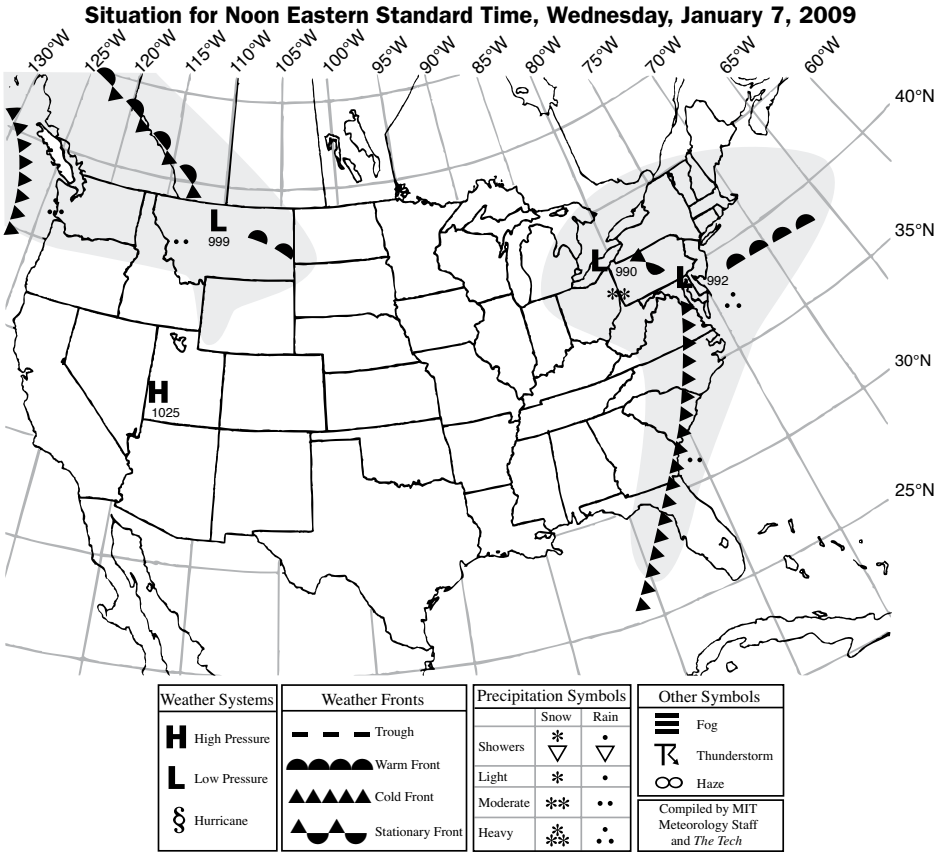 Situation for Noon Eastern Standard Time, Wednesday, January 7, 2009
130°W 125°W 120°W 115°W 110°W 105°W 100°W 95°W 90°W 85°W 80°W 75°W 70°W 65°W 60°W
40°N
35°N
30°N
25°N
L
999
L
990
L
992
H
1025
Weather Systems
H High Pressure
L Low Pressure
§ Hurricane
Weather Fronts
Trough
Warm Front
Cold Front
Stationary Front
Precipitation Symbols
Snow Rain
Showers
Light
Moderate
Heavy
Other Symbols
Fog
Thunderstorm
Haze
Compiled by MIT
Meteorology Staff
and The Tech